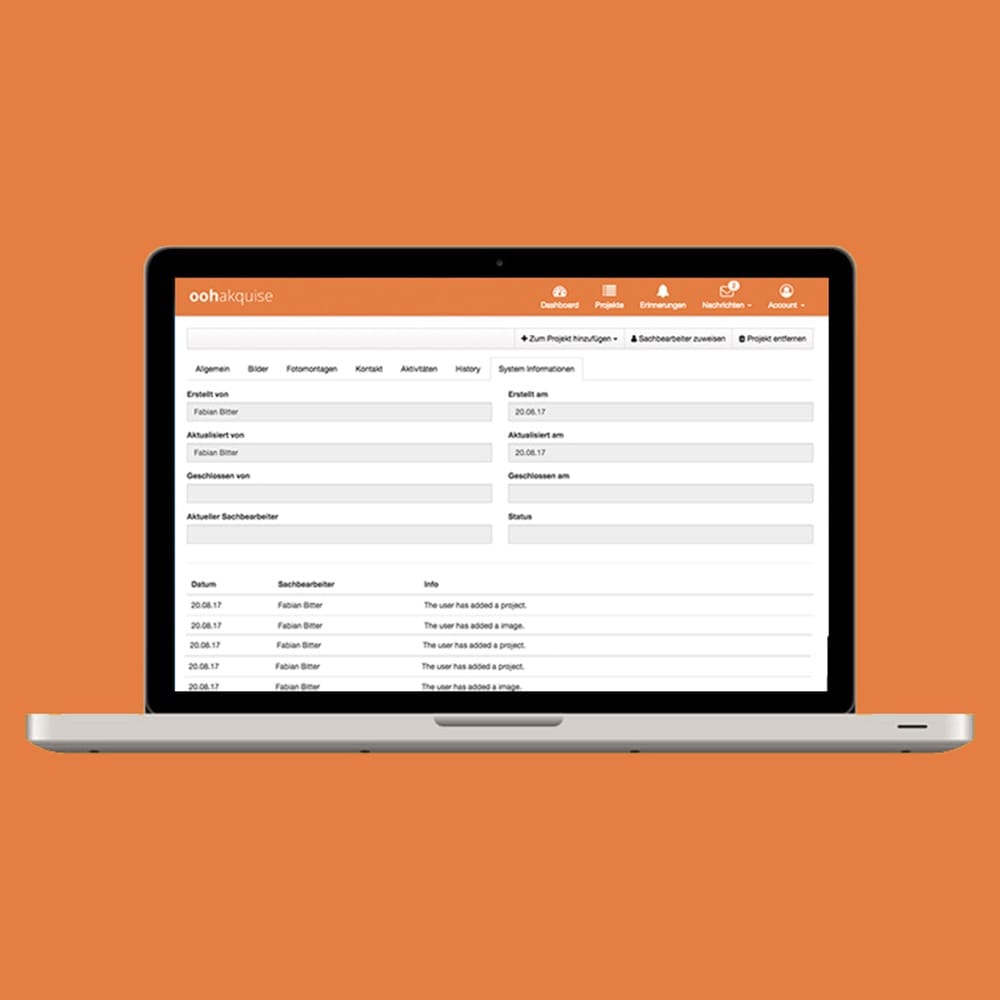 oohakquise
Dashboard Projekte Erinnerungen Nachrichten Account
2
Zum Projekt hinzufügen Sachbearbeiter zuweisen Projekt entfernen
Allgemein Bilder Fotomontagen Kontakt Aktivitäten History System Informationen
Erstellt von Erstellt am
Fabian Bitter 20.08.17
Aktualisiert von Aktualisiert am
Fabian Bitter 20.08.17
Geschlossen von Geschlossen am
Aktueller Sachbearbeiter Status
Datum Sachbearbeiter Info
20.08.17 Fabian Bitter The user has added a project.
20.08.17 Fabian Bitter The user has added a image.
20.08.17 Fabian Bitter The user has added a project.
20.08.17 Fabian Bitter The user has added a project.
20.08.17 Fabian Bitter The user has added a image.